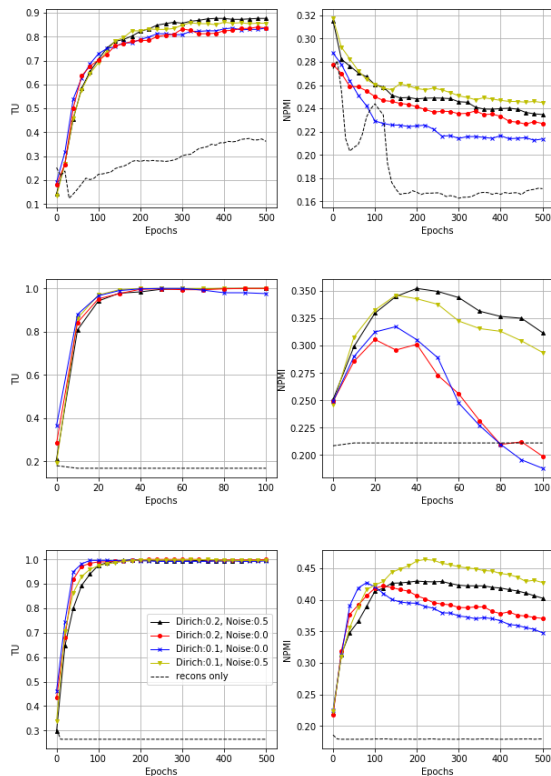 0.9
0.8
0.7
0.6
0.5
0.4
0.3
0.2
0.1
TU
0 100 200 300 400 500
Epochs
0.32
0.30
0.28
0.26
0.24
0.22
0.20
0.18
0.16
NPMI
0 100 200 300 400 500
Epochs
1.0
0.8
0.6
0.4
0.2
TU
0 20 40 60 80 100
Epochs
0.350
0.325
0.300
0.275
0.250
0.225
0.200
NPMI
0 20 40 60 80 100
Epochs
1.0
0.9
0.8
0.7
0.6
0.5
0.4
0.3
TU
Dirich:0.2, Noise:0.5
Dirich:0.2, Noise:0.0
Dirich:0.1, Noise:0.0
Dirich:0.1, Noise:0.5
recons only
0 100 200 300 400 500
Epochs
0.45
0.40
0.35
0.30
0.25
0.20
NPMI
0 100 200 300 400 500
Epochs